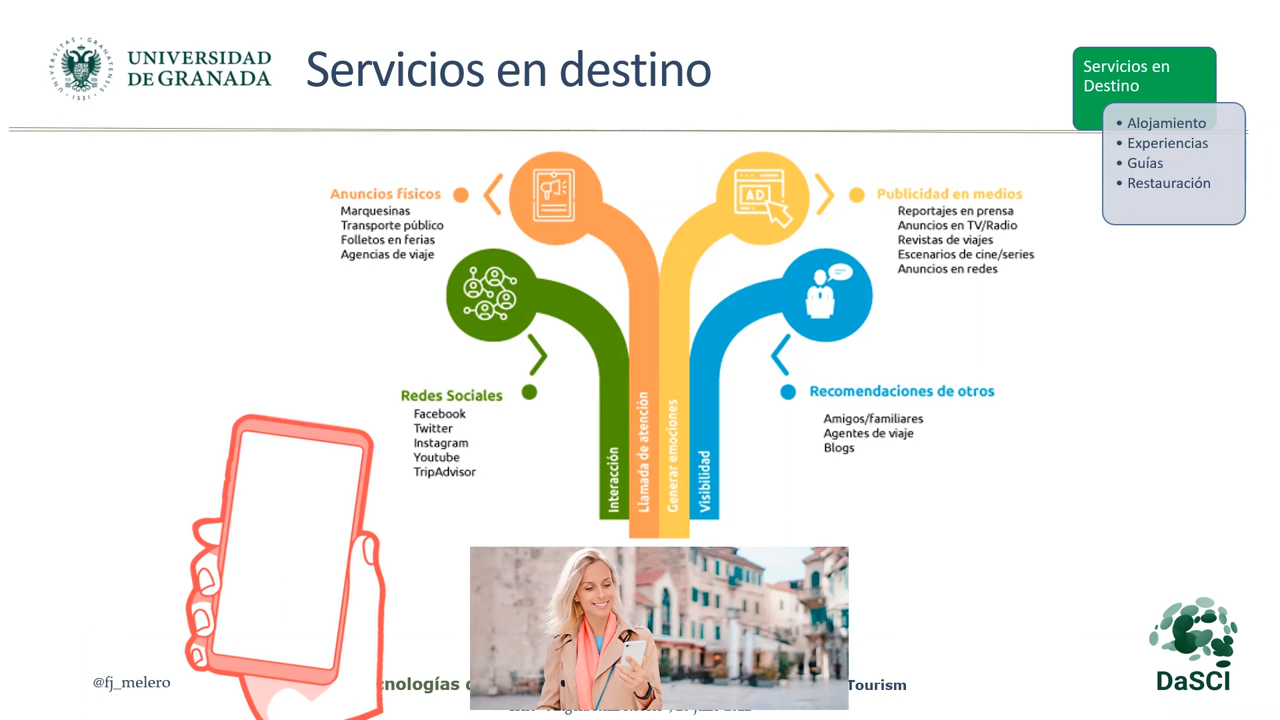 UNIVERSIDAD
DE GRANADA
Servicios en destino
Servicios en
Destino
• Alojamiento
• Experiencias
• Guías
• Restauración
Anuncios físicos
Marquesinas
Transporte público
Folletos en ferias
Agencias de viaje
AD
Publicidad en medios
Reportajes en prensa
Anuncios en TV/Radio
Revistas de viajes
Escenarios de cine/series
Anuncios en redes
Redes Sociales
Facebook
Twitter
Instagram
Youtube
TripAdvisor
Recomendaciones de otros
Amigos/familiares
Agentes de viaje
Blogs
Interacción
Llamada de atención
Generar emociones
Visibilidad
@fj_melero
Tourism
DaSCI